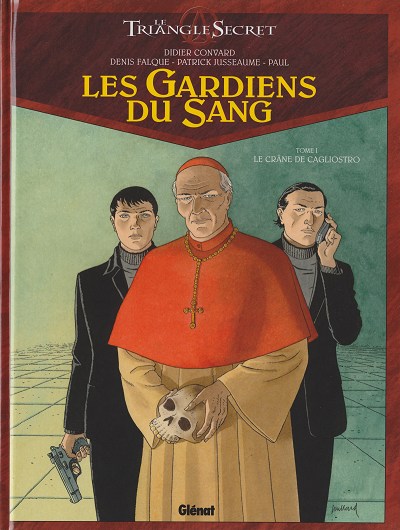 LE
TRIANGLE SECRET
DIDIER CONVARD
DENIS FALQUE - PATRICK JUSSEAUME - PAUL
LES GARDIENS
DU SANG
TOME I
LE CRÂNE DE CAGLIOSTRO
Juillard
Glénat